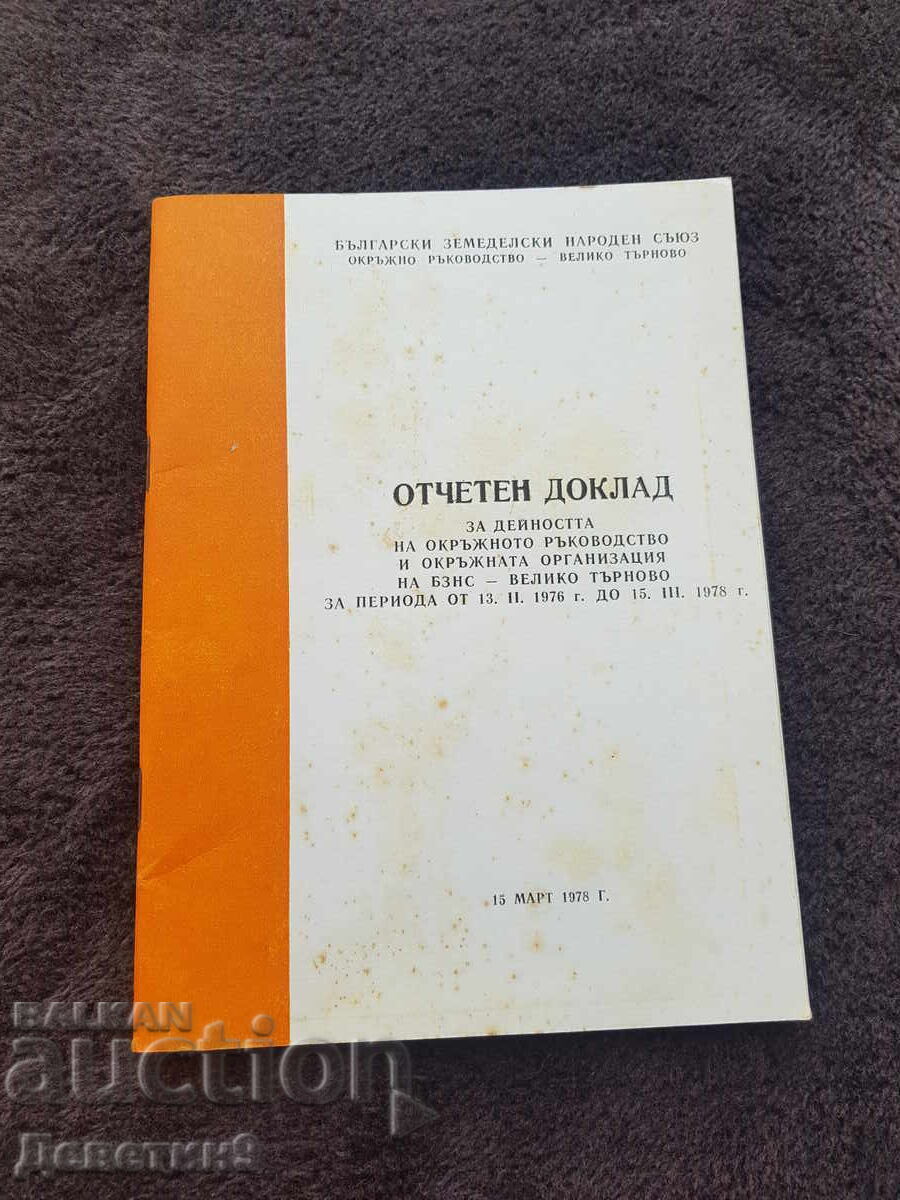 БЪЛГАРСКИ ЗЕМЕДЕЛСКИ НАРОДЕН СЪЮЗ
ОКРЪЖНО РЪКОВОДСТВО — ВЕЛИКО ТЪРНОВО
ОТЧЕТЕН ДОКЛАД
ЗА ДЕЙНОСТТА
НА ОКРЪЖНОТО РЪКОВОДСТВО
И ОКРЪЖНАТА ОРГАНИЗАЦИЯ
НА БЗНС — ВЕЛИКО ТЪРНОВО
ЗА ПЕРИОДА ОТ 13. II. 1976 г. ДО 15. III. 1978 г.
15 МАРТ 1978 Г.
BALKAN
auction
Деветкин9